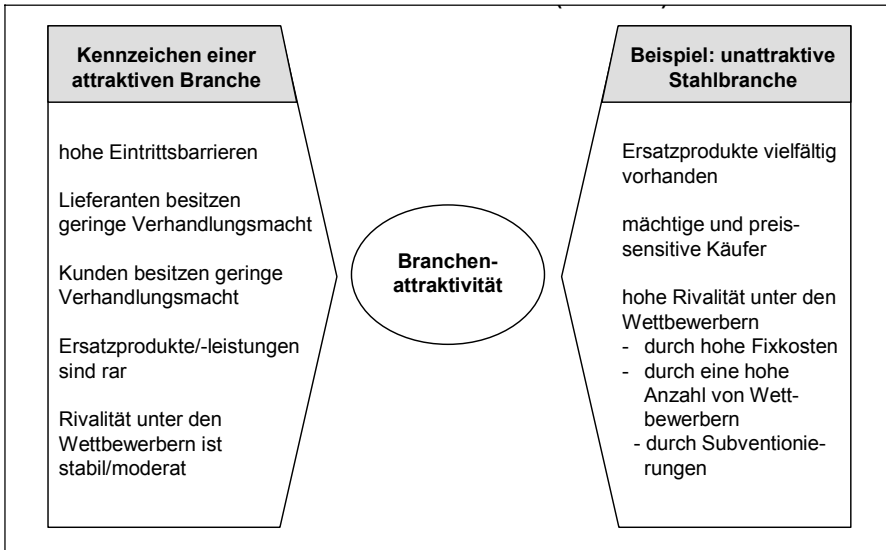 Kennzeichen einer
attraktiven Branche
hohe Eintrittsbarrieren
Lieferanten besitzen
geringe Verhandlungsmacht
Kunden besitzen geringe
Verhandlungsmacht
Ersatzprodukte/-leistungen
sind rar
Rivalität unter den
Wettbewerbern ist
stabil/moderat
Branchen-
attraktivität
Beispiel: unattraktive
Stahlbranche
Ersatzprodukte vielfältig
vorhanden
mächtige und preis-
sensitive Käufer
hohe Rivalität unter den
Wettbewerbern
- durch hohe Fixkosten
- durch eine hohe
Anzahl von Wett-
bewerbern
- durch Subventionie-
rungen